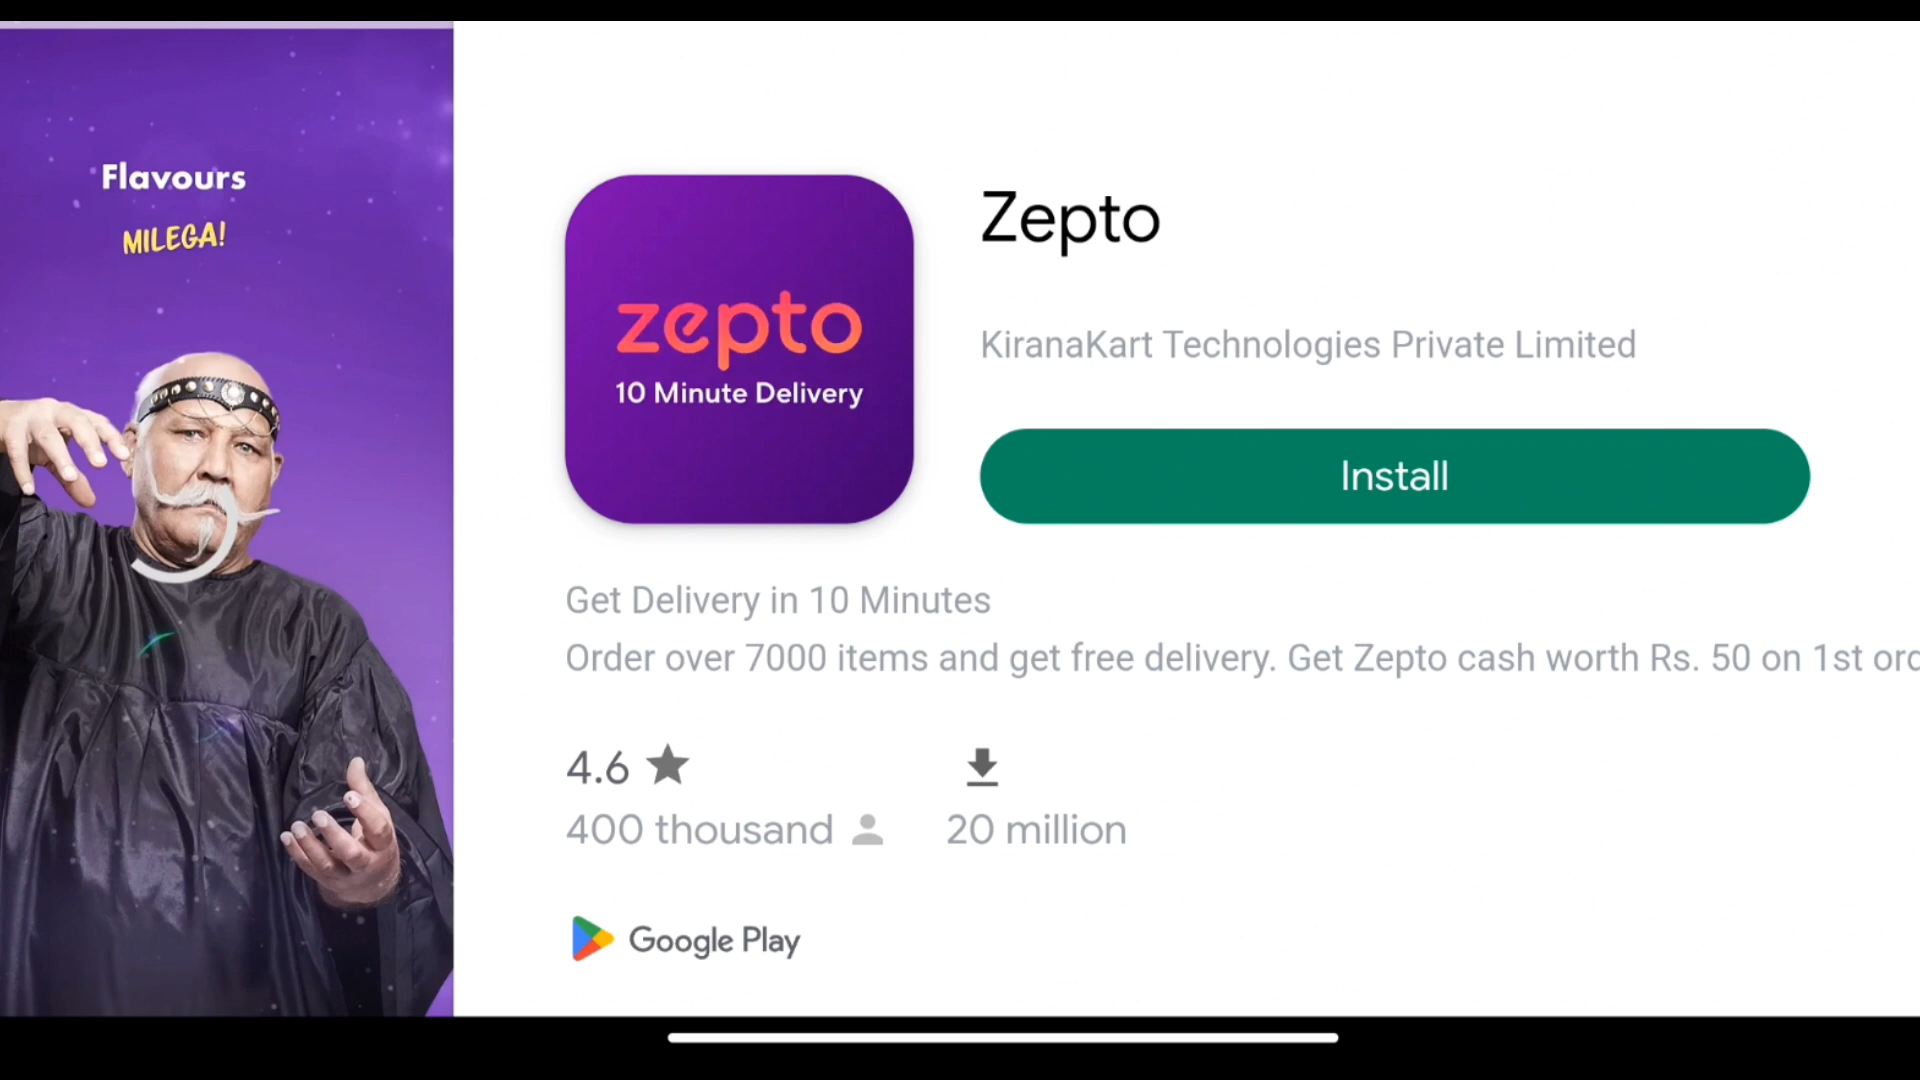 Flavours
MILEGA!
zepto
10 Minute Delivery
Zepto
KiranaKart Technologies Private Limited
Install
Get Delivery in 10 Minutes
Order over 7000 items and get free delivery. Get Zepto cash worth Rs. 50 on 1st
4.6
400 thousand
20 million
Google Play